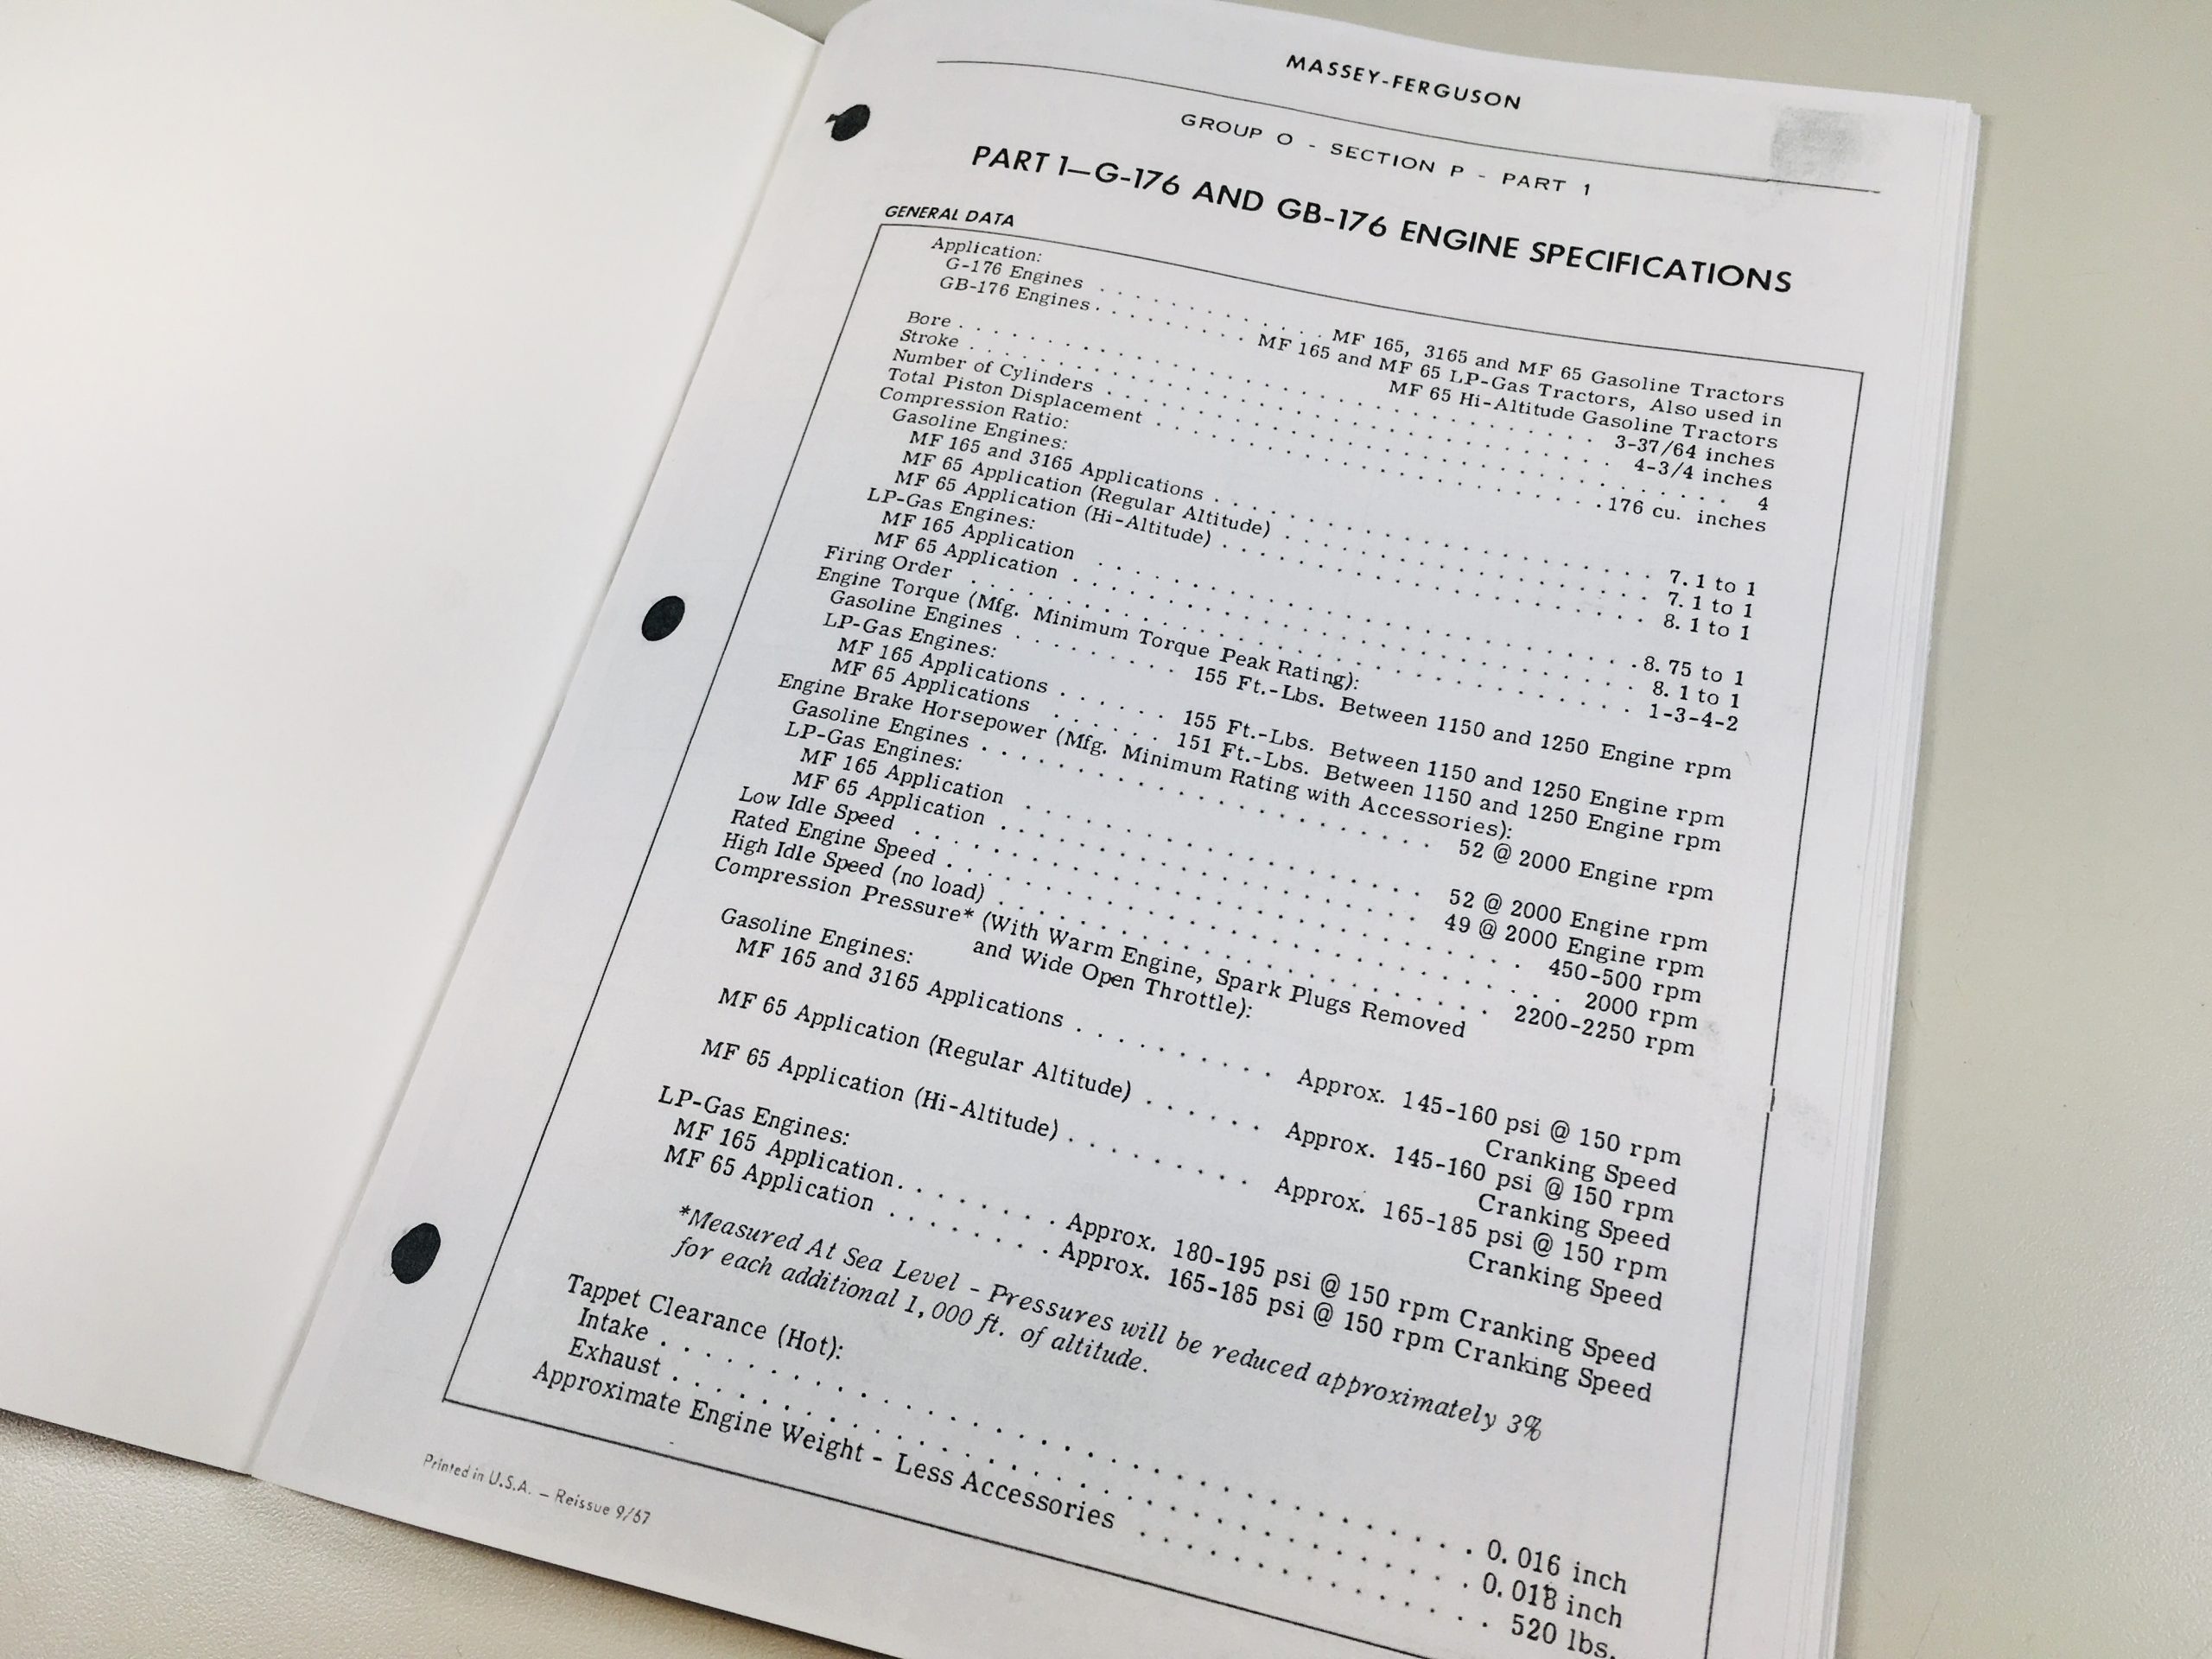 MASSEY-FERGUSON
GROUP O - SECTION P - PART 1
PART 1—G-176 AND GB-176 ENGINE SPECIFICATIONS
GENERAL DATA
Application:
G-176 Engines . . . . . . . . . . . . MF 165, 3165 and MF 65 Gasoline Tractors
GB-176 Engines . . . . . . . . MF 165 and MF 65 LP-Gas Tractors, Also used in
MF 65 Hi-Altitude Gasoline Tractors
Bore . . . . . . . . . . . . 3-37/64 inches
Stroke . . . . . . . . . . . . 4-3/4 inches
Number of Cylinders . . . . . . . . . . . . 4
Total Piston Displacement . . . . . . . . . . . . 176 cu. inches
Compression Ratio:
Gasoline Engines:
MF 165 and 3165 Applications . . . . . . . . . . . . 7.1 to 1
MF 65 Application (Regular Altitude) . . . . . . . . . . . . 7.1 to 1
MF 65 Application (Hi-Altitude) . . . . . . . . . . . . 8.1 to 1
LP-Gas Engines:
MF 165 Application . . . . . . . . . . . . 8.75 to 1
MF 65 Application . . . . . . . . . . . . 8.1 to 1
Firing Order . . . . . . . . . . . . 1-3-4-2
Engine Torque (Mfg. Minimum Torque Peak Rating):
Gasoline Engines . . . . . . . . 155 Ft.-Lbs. Between 1150 and 1250 Engine rpm
LP-Gas Engines:
MF 165 Applications . . . . . . 155 Ft.-Lbs. Between 1150 and 1250 Engine rpm
MF 65 Applications . . . . . . 151 Ft.-Lbs. Between 1150 and 1250 Engine rpm
Engine Brake Horsepower (Mfg. Minimum Rating with Accessories):
Gasoline Engines . . . . . . . . . . . . 52 @ 2000 Engine rpm
LP-Gas Engines:
MF 165 Application . . . . . . . . . . . . 52 @ 2000 Engine rpm
MF 65 Application . . . . . . . . . . . . 49 @ 2000 Engine rpm
Low Idle Speed . . . . . . . . . . . . 450-500 rpm
Rated Engine Speed . . . . . . . . . . . . 2000 rpm
High Idle Speed (no load) . . . . . . . . . . . . 2200-2250 rpm
Compression Pressure* (With Warm Engine, Spark Plugs Removed
and Wide Open Throttle):
Gasoline Engines:
MF 165 and 3165 Applications . . . . . . . . . Approx. 145-160 psi @ 150 rpm
Cranking Speed
MF 65 Application (Regular Altitude) . . . . . . Approx. 145-160 psi @ 150 rpm
Cranking Speed
MF 65 Application (Hi-Altitude) . . . . . . . . Approx. 165-185 psi @ 150 rpm
Cranking Speed
LP-Gas Engines:
MF 165 Application . . . . . . . Approx. 180-195 psi @ 150 rpm Cranking Speed
MF 65 Application . . . . . . . Approx. 165-185 psi @ 150 rpm Cranking Speed
*Measured At Sea Level - Pressures will be reduced approximately 3%
for each additional 1,000 ft. of altitude.
Tappet Clearance (Hot):
Intake . . . . . . . . . . . . 0.016 inch
Exhaust . . . . . . . . . . . . 0.018 inch
Approximate Engine Weight - Less Accessories . . . . . . . . . . . . 520 lbs.
Printed in U.S.A. — Reissue 9/67